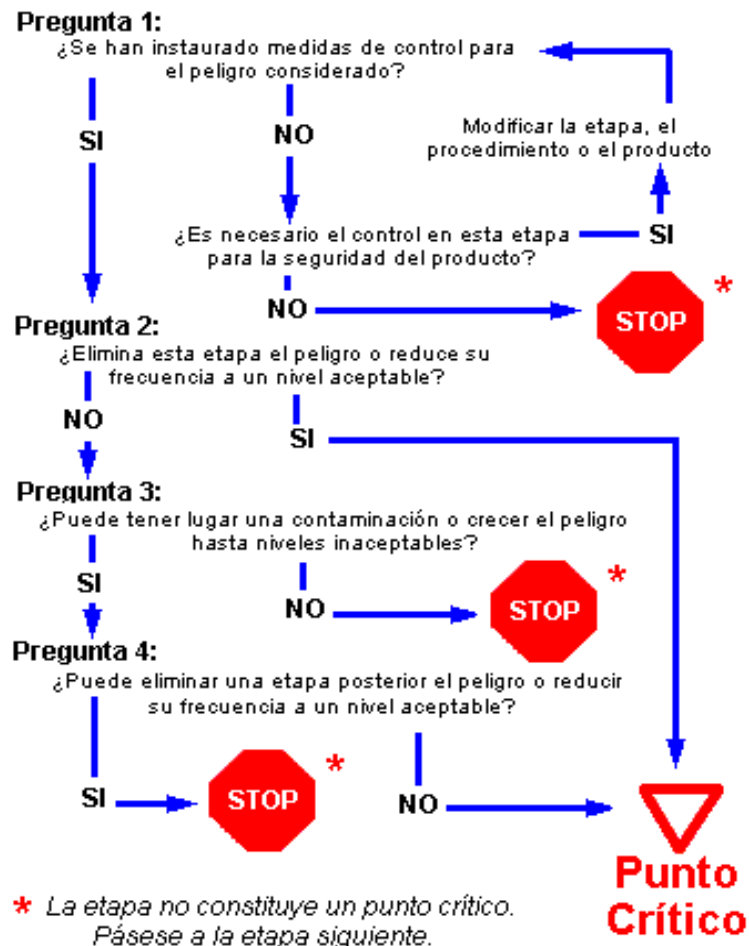 Pregunta 1:
¿Se han instaurado medidas de control para
el peligro considerado?
SI
NO
Modificar la etapa, el
procedimiento o el producto
¿Es necesario el control en esta etapa
para la seguridad del producto?
SI
NO
STOP *
Pregunta 2:
¿Elimina esta etapa el peligro o reduce su
frecuencia a un nivel aceptable?
NO
SI
Pregunta 3:
¿Puede tener lugar una contaminación o crecer el peligro
hasta niveles inaceptables?
SI
NO
STOP *
Pregunta 4:
¿Puede eliminar una etapa posterior el peligro o reducir
su frecuencia a un nivel aceptable?
SI
STOP *
NO
Punto
Crítico
* La etapa no constituye un punto crítico.
Pásese a la etapa siguiente.